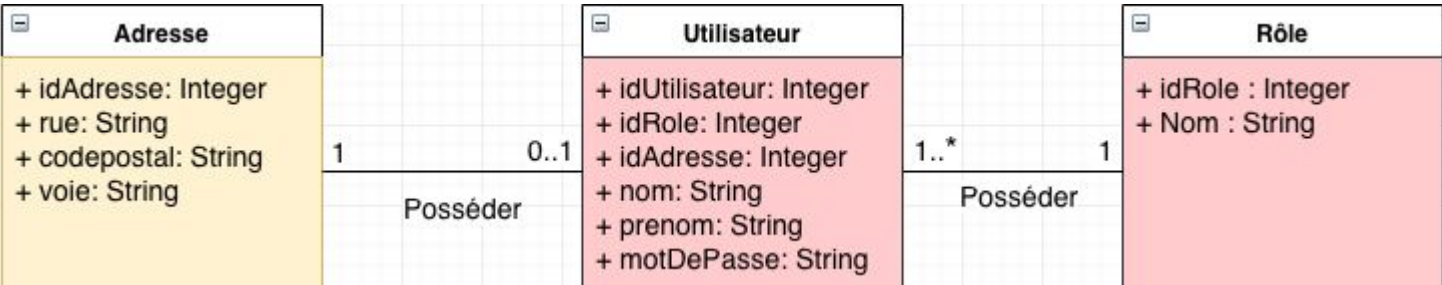 Adresse
+ idAdresse: Integer
+ rue: String
+ codepostal: String
+ voie: String
1
0..1
Posséder
Utilisateur
+ idUtilisateur: Integer
+ idRole: Integer
+ idAdresse: Integer
+ nom: String
+ prenom: String
+ motDePasse: String
1..*
1
Posséder
Rôle
+ idRole : Integer
+ Nom : String